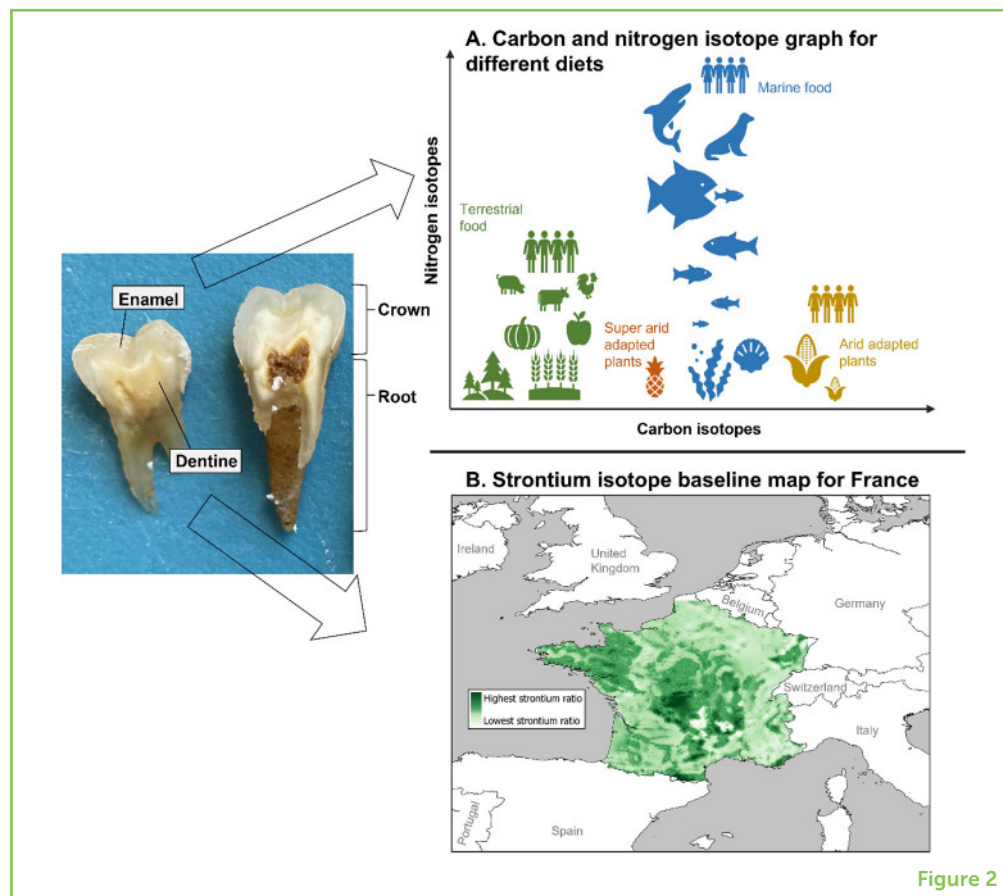 A. Carbon and nitrogen isotope graph for
different diets
Nitrogen isotopes
Marine food
Terrestrial
food
Super arid
adapted
plants
Arid adapted
plants
Carbon isotopes
Enamel
Crown
Root
Dentine
B. Strontium isotope baseline map for France
Ireland
United
Kingdom
Belgium
Germany
Switzerland
Italy
Highest strontium ratio
Lowest strontium ratio
Portugal
Spain
Figure 2